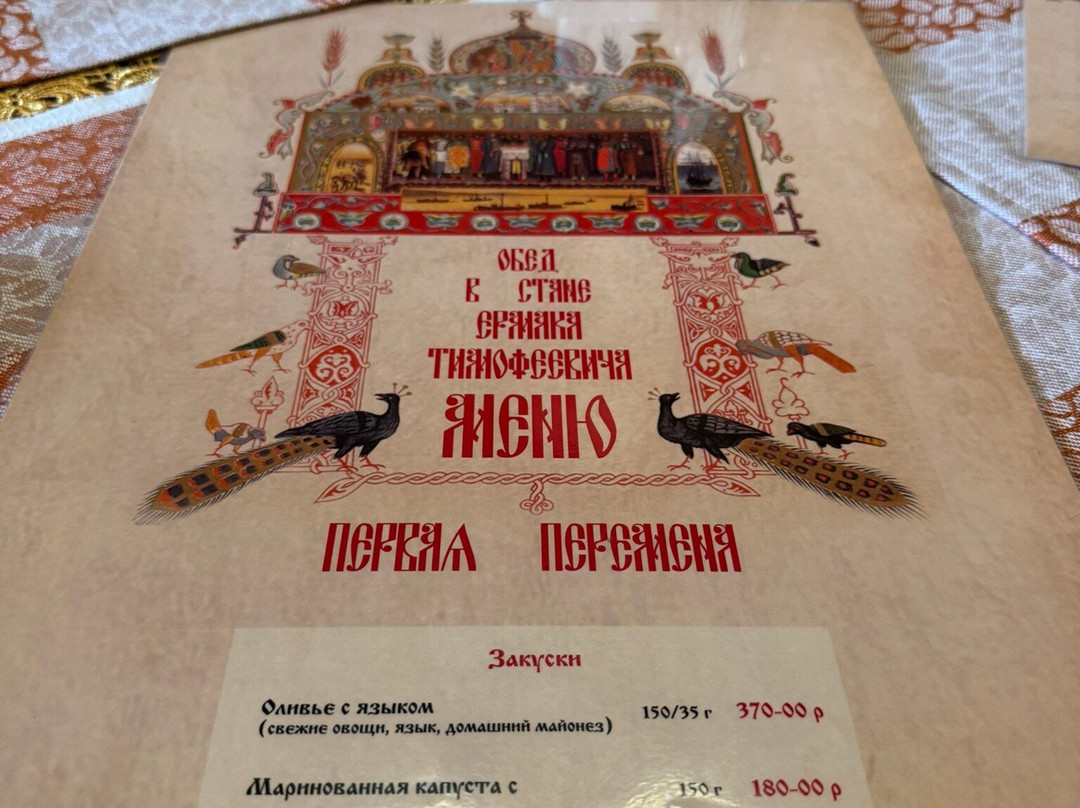 ОБЕД
В СТАНЕ
ЕРМАКА
ТИМОФЕЕВИЧА
МЕНЮ
ПЕРВАЯ ПЕРЕМЕНА
Закуски
Оливье с языком 150/35 г 370-00 р
(свежие овощи, язык, домашний майонез)
Маринованная капуста с 150 г 180-00 р